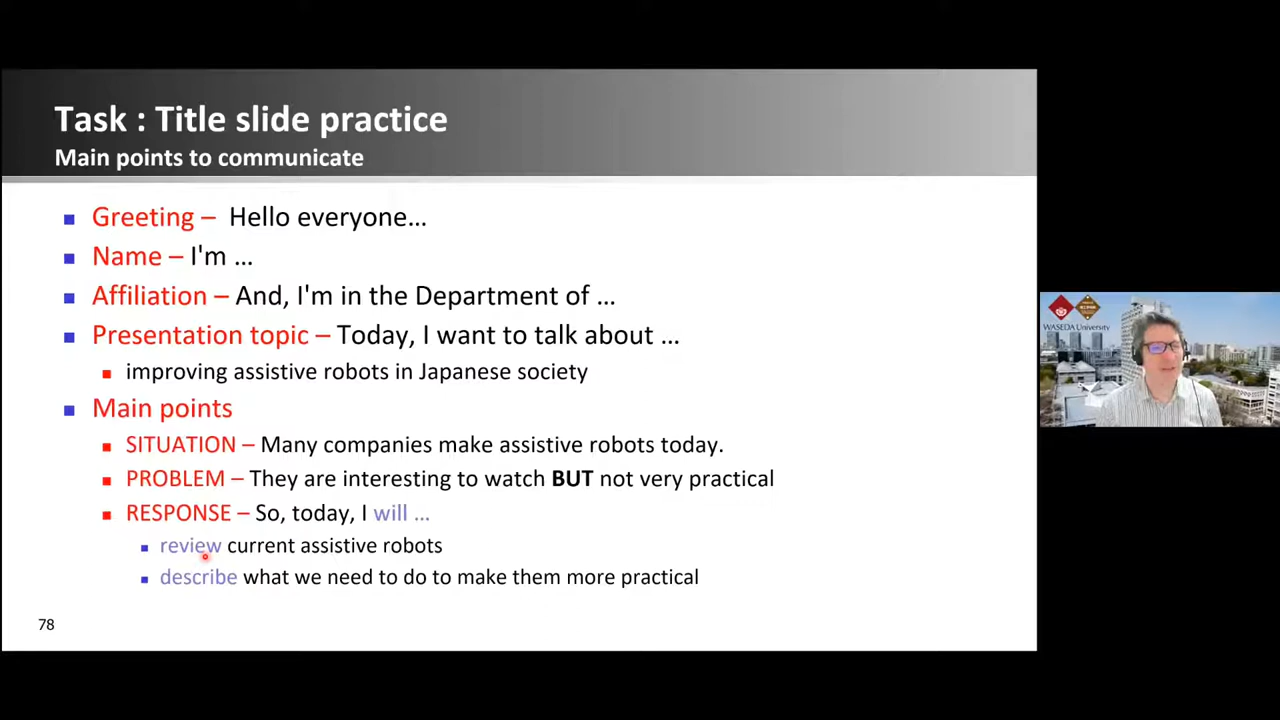 Task : Title slide practice
Main points to communicate
Greeting – Hello everyone…
Name – I'm …
Affiliation – And, I'm in the Department of …
Presentation topic – Today, I want to talk about …
improving assistive robots in Japanese society
Main points
SITUATION – Many companies make assistive robots today.
PROBLEM – They are interesting to watch BUT not very practical
RESPONSE – So, today, I will …
review current assistive robots
describe what we need to do to make them more practical
78
WASEDA University